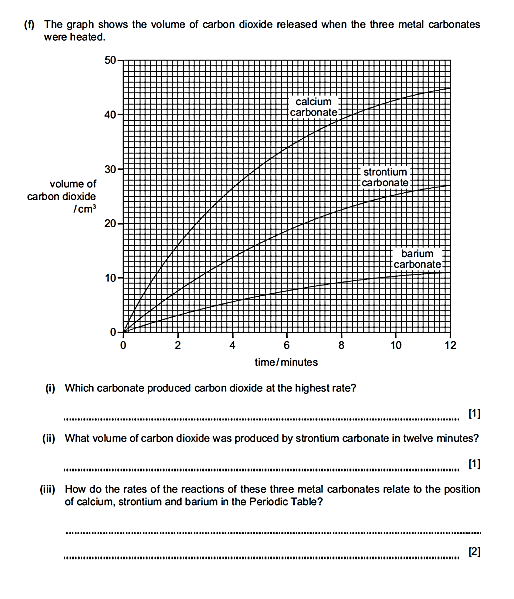 (f) The graph shows the volume of carbon dioxide released when the three metal carbonates
were heated.
50
40
30
20
10
0
volume of
carbon dioxide
/cm³
calcium
carbonate
strontium
carbonate
barium
carbonate
0 2 4 6 8 10 12
time/minutes
(i) Which carbonate produced carbon dioxide at the highest rate?
[1]
(ii) What volume of carbon dioxide was produced by strontium carbonate in twelve minutes?
[1]
(iii) How do the rates of the reactions of these three metal carbonates relate to the position
of calcium, strontium and barium in the Periodic Table?
[2]